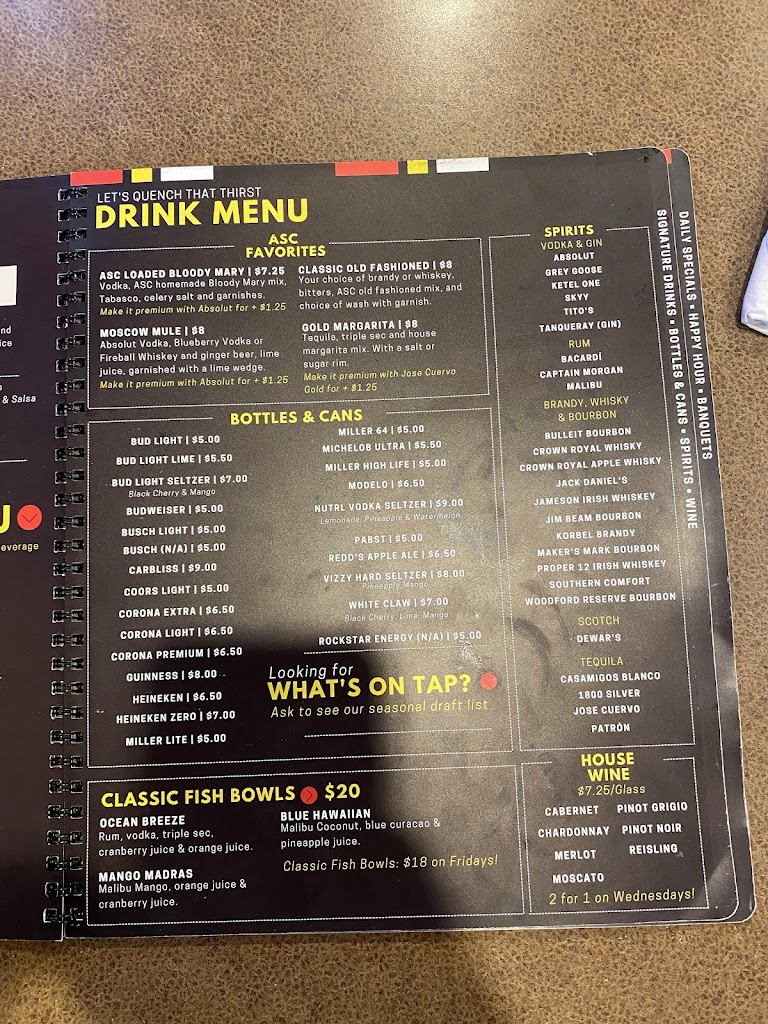 nd
ice
s
& Salsa
U
everage
LET'S QUENCH THAT THIRST
DRINK MENU
ASC
FAVORITES
ASC LOADED BLOODY MARY | $7.25
Vodka, ASC homemade Bloody Mary mix,
Tabasco, celery salt and garnishes.
Make it premium with Absolut for + $1.25
MOSCOW MULE | $8
Absolut Vodka, Blueberry Vodka or
Fireball Whiskey and ginger beer, lime
juice, garnished with a lime wedge.
Make it premium with Absolut for + $1.25
CLASSIC OLD FASHIONED | $8
Your choice of brandy or whiskey,
bitters, ASC old fashioned mix, and
choice of wash with garnish.
GOLD MARGARITA | $8
Tequila, triple sec and house
margarita mix. With a salt or
sugar rim.
Make it premium with Jose Cuervo
Gold for + $1.25
BOTTLES & CANS
BUD LIGHT | $5.00
BUD LIGHT LIME | $5.50
BUD LIGHT SELTZER | $7.00
Black Cherry & Mango
BUDWEISER | $5.00
BUSCH LIGHT | $5.00
BUSCH (N/A) | $5.00
CARBLISS | $9.00
COORS LIGHT | $5.00
CORONA EXTRA | $6.50
CORONA LIGHT | $6.50
CORONA PREMIUM | $6.50
GUINNESS | $8.00
HEINEKEN | $6.50
HEINEKEN ZERO | $7.00
MILLER LITE | $5.00
MILLER 64 | $5.00
MICHELOB ULTRA | $5.50
MILLER HIGH LIFE | $5.00
MODELO | $6.50
NUTRL VODKA SELTZER | $9.00
Lemonade, Pineapple & Watermelon
PABST | $5.00
REDD'S APPLE ALE | $6.50
VIZZY HARD SELTZER | $8.00
Pineapple Mango
WHITE CLAW | $7.00
Black Cherry, Lime, Mango
ROCKSTAR ENERGY (N/A) | $5.00
Looking for
WHAT'S ON TAP?
Ask to see our seasonal draft list
CLASSIC FISH BOWLS $20
OCEAN BREEZE
Rum, vodka, triple sec,
cranberry juice & orange juice.
MANGO MADRAS
Malibu Mango, orange juice &
cranberry juice.
BLUE HAWAIIAN
Malibu Coconut, blue curacao &
pineapple juice.
Classic Fish Bowls: $18 on Fridays!
SPIRITS
VODKA & GIN
ABSOLUT
GREY GOOSE
KETEL ONE
SKYY
TITO'S
TANQUERAY (GIN)
RUM
BACARDÍ
CAPTAIN MORGAN
MALIBU
BRANDY, WHISKY
& BOURBON
BULLEIT BOURBON
CROWN ROYAL WHISKY
CROWN ROYAL APPLE WHISKY
JACK DANIEL'S
JAMESON IRISH WHISKEY
JIM BEAM BOURBON
KORBEL BRANDY
MAKER'S MARK BOURBON
PROPER 12 IRISH WHISKEY
SOUTHERN COMFORT
WOODFORD RESERVE BOURBON
SCOTCH
DEWAR'S
TEQUILA
CASAMIGOS BLANCO
1800 SILVER
JOSE CUERVO
PATRÓN
HOUSE
WINE
$7.25/Glass
CABERNET
CHARDONNAY
MERLOT
MOSCATO
PINOT GRIGIO
PINOT NOIR
REISLING
2 for 1 on Wednesdays!
SIGNATURE DRINKS • BOTTLES & CANS • SPIRITS • WINE
DAILY SPECIALS • HAPPY HOUR • BANQUETS